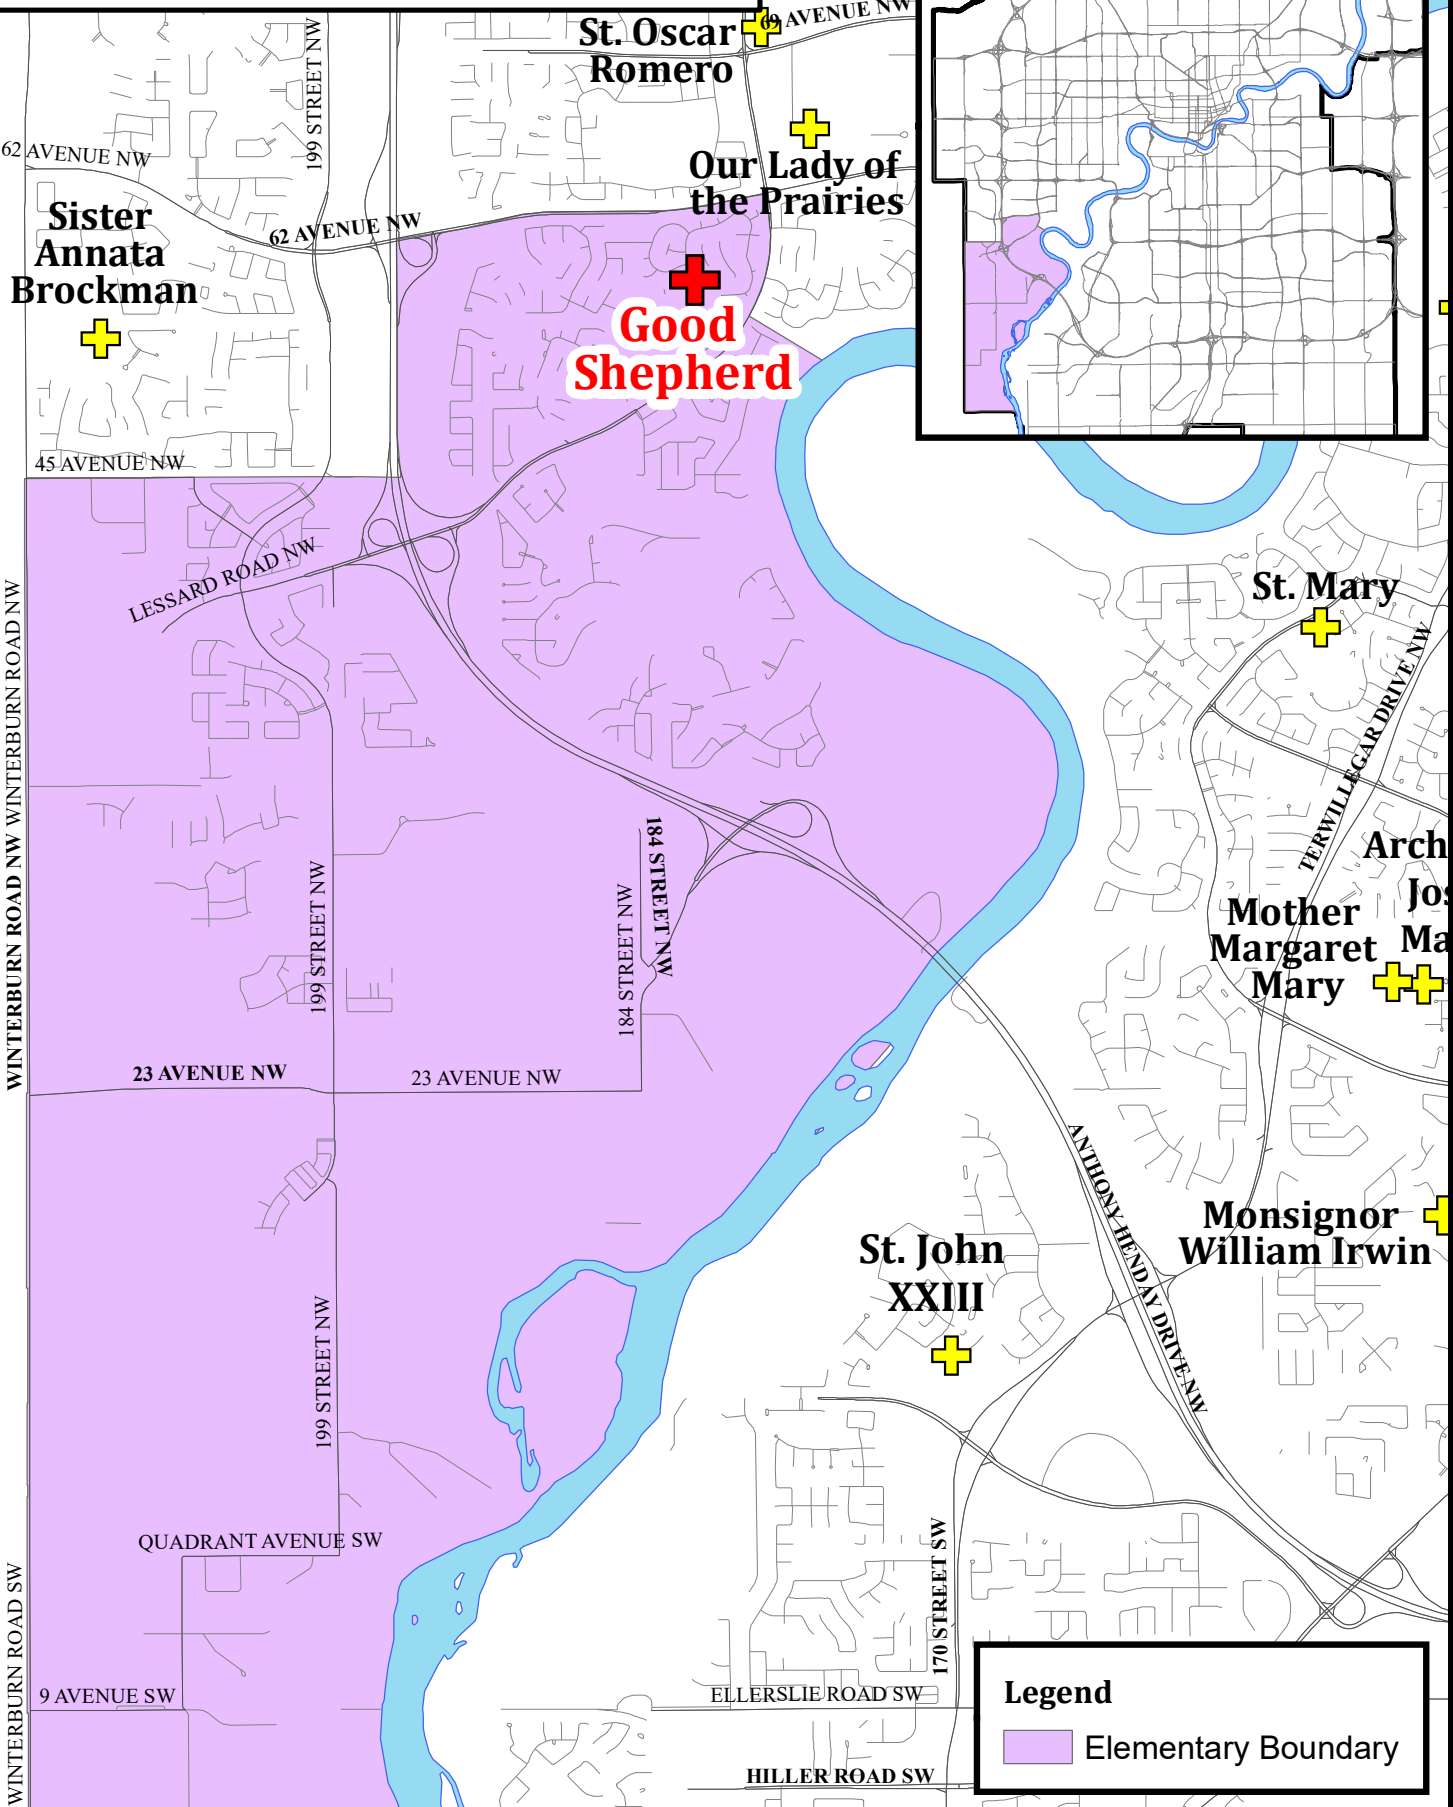 St. Oscar
Romero
69 AVENUE NW
199 STREET NW
62 AVENUE NW
Our Lady of
the Prairies
Sister
Annata
Brockman
62 AVENUE NW
Good
Shepherd
45 AVENUE NW
LESSARD ROAD NW
St. Mary
WINTERBURN ROAD NW
WINTERBURN ROAD NW
TERWILLEGAR DRIVE NW
184 STREET NW
184 STREET NW
199 STREET NW
Arch
Jos
Ma
Mother
Margaret
Mary
23 AVENUE NW
23 AVENUE NW
ANTHONY HENDAY DRIVE NW
Monsignor
William Irwin
St. John
XXIII
199 STREET NW
QUADRANT AVENUE SW
170 STREET SW
WINTERBURN ROAD SW
9 AVENUE SW
ELLERSLIE ROAD SW
HILLER ROAD SW
Legend
Elementary Boundary